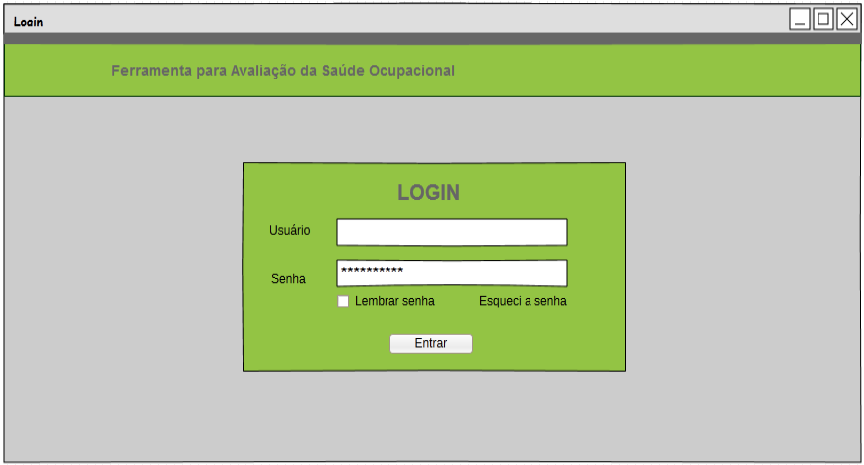 Login
Ferramenta para Avaliação da Saúde Ocupacional
LOGIN
Usuário
Senha **********
Lembrar senha Esqueci a senha
Entrar